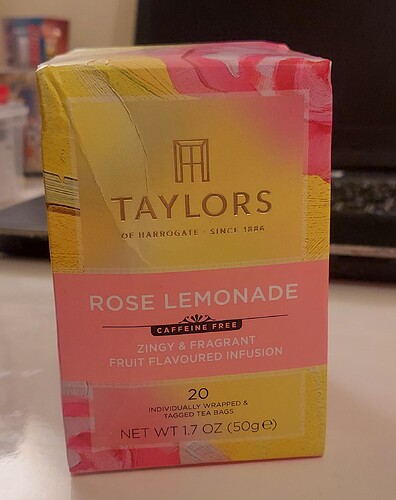 TAYLORS
OF HARROGATE · SINCE 1886
ROSE LEMONADE
CAFFEINE FREE
ZINGY & FRAGRANT
FRUIT FLAVOURED INFUSION
20
INDIVIDUALLY WRAPPED &
TAGGED TEA BAGS
NET WT 1.7 OZ (50g℮)